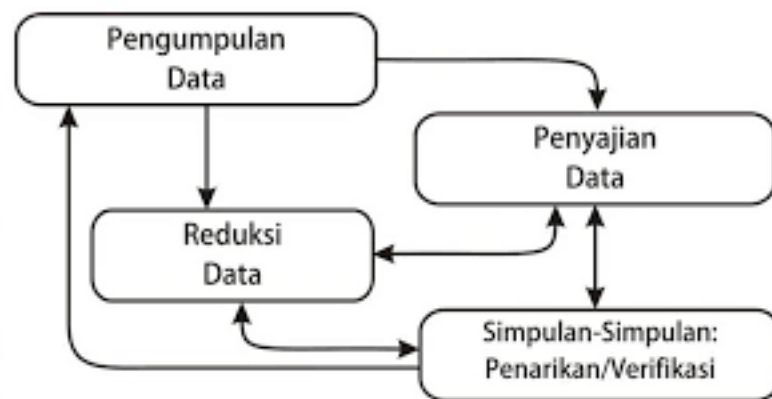 Pengumpulan
Data
Penyajian
Data
Reduksi
Data
Simpulan-Simpulan:
Penarikan/Verifikasi